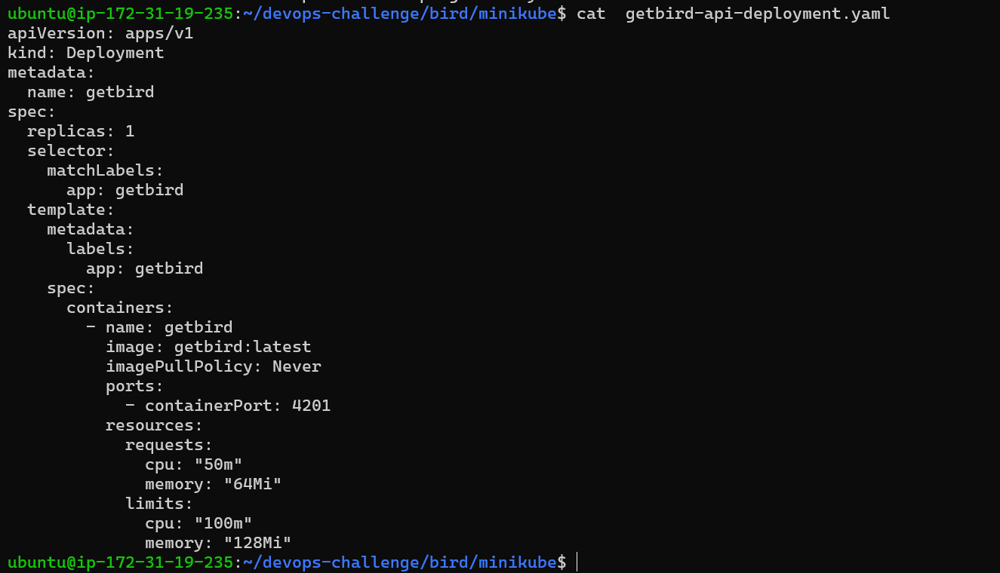 ubuntu@ip-172-31-19-235:~/devops-challenge/bird/minikube$ cat  getbird-api-deployment.yaml
apiVersion: apps/v1
kind: Deployment
metadata:
  name: getbird
spec:
  replicas: 1
  selector:
    matchLabels:
      app: getbird
  template:
    metadata:
      labels:
        app: getbird
    spec:
      containers:
        - name: getbird
          image: getbird:latest
          imagePullPolicy: Never
          ports:
            - containerPort: 4201
          resources:
            requests:
              cpu: "50m"
              memory: "64Mi"
            limits:
              cpu: "100m"
              memory: "128Mi"
ubuntu@ip-172-31-19-235:~/devops-challenge/bird/minikube$